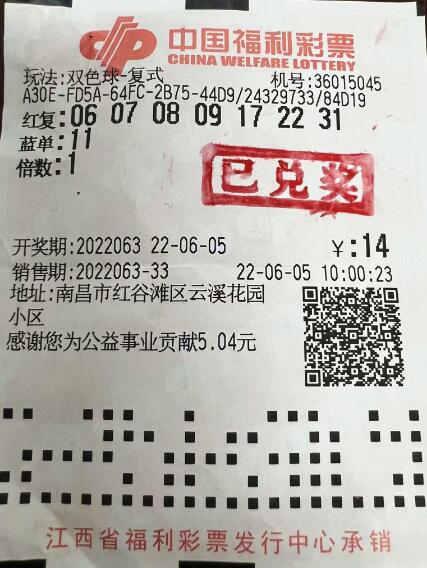 中国福利彩票
CHINA WELFARE LOTTERY
玩法:双色球-复式 机号:36015045
A30E-FD5A-64FC-2B75-44D9/24329733/84D19
红复:06 07 08 09 17 22 31
蓝单:11
倍数:1
已兑奖
开奖期:2022063 22-06-05 ¥:14
销售期:2022063-33 22-06-05 10:00:23
地址:南昌市红谷滩区云溪花园
小区
感谢您为公益事业贡献5.04元
江西省福利彩票发行中心承销